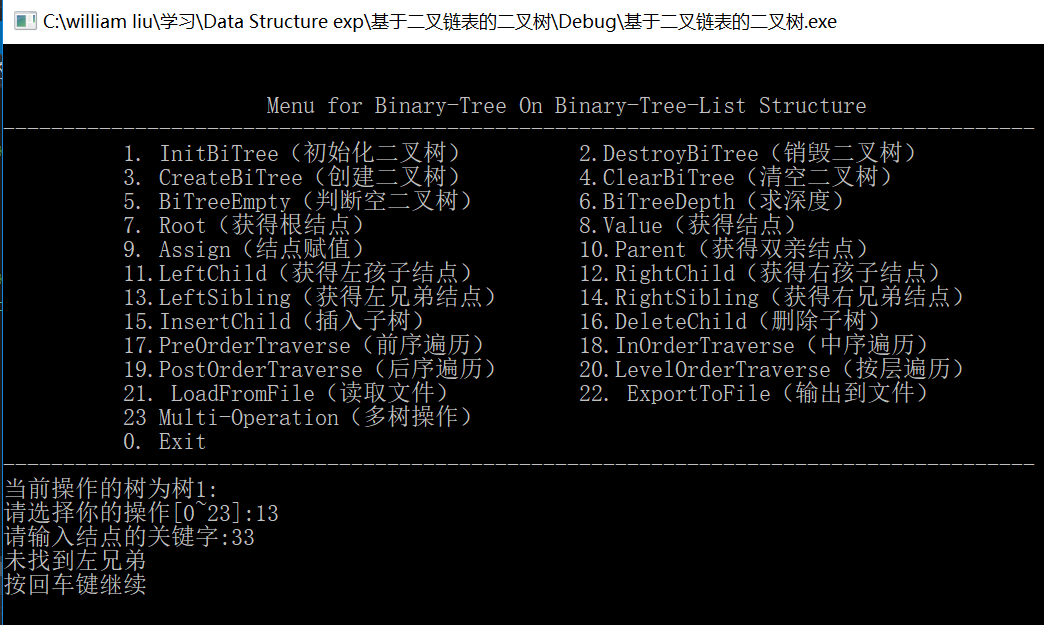 C:\william liu\学习\Data Structure exp\基于二叉链表的二叉树\Debug\基于二叉链表的二叉树.exe
Menu for Binary-Tree On Binary-Tree-List Structure
1. InitBiTree（初始化二叉树） 2.DestroyBiTree（销毁二叉树）
3. CreateBiTree（创建二叉树） 4.ClearBiTree（清空二叉树）
5. BiTreeEmpty（判断空二叉树） 6.BiTreeDepth（求深度）
7. Root（获得根结点） 8.Value（获得结点）
9. Assign（结点赋值） 10.Parent（获得双亲结点）
11.LeftChild（获得左孩子结点） 12.RightChild（获得右孩子结点）
13.LeftSibling（获得左兄弟结点） 14.RightSibling（获得右兄弟结点）
15.InsertChild（插入子树） 16.DeleteChild（删除子树）
17.PreOrderTraverse（前序遍历） 18.InOrderTraverse（中序遍历）
19.PostOrderTraverse（后序遍历） 20.LevelOrderTraverse（按层遍历）
21. LoadFromFile（读取文件） 22. ExportToFile（输出到文件）
23 Multi-Operation（多树操作）
0. Exit
当前操作的树为树1:
请选择你的操作[0~23]:13
请输入结点的关键字:33
未找到左兄弟
按回车键继续